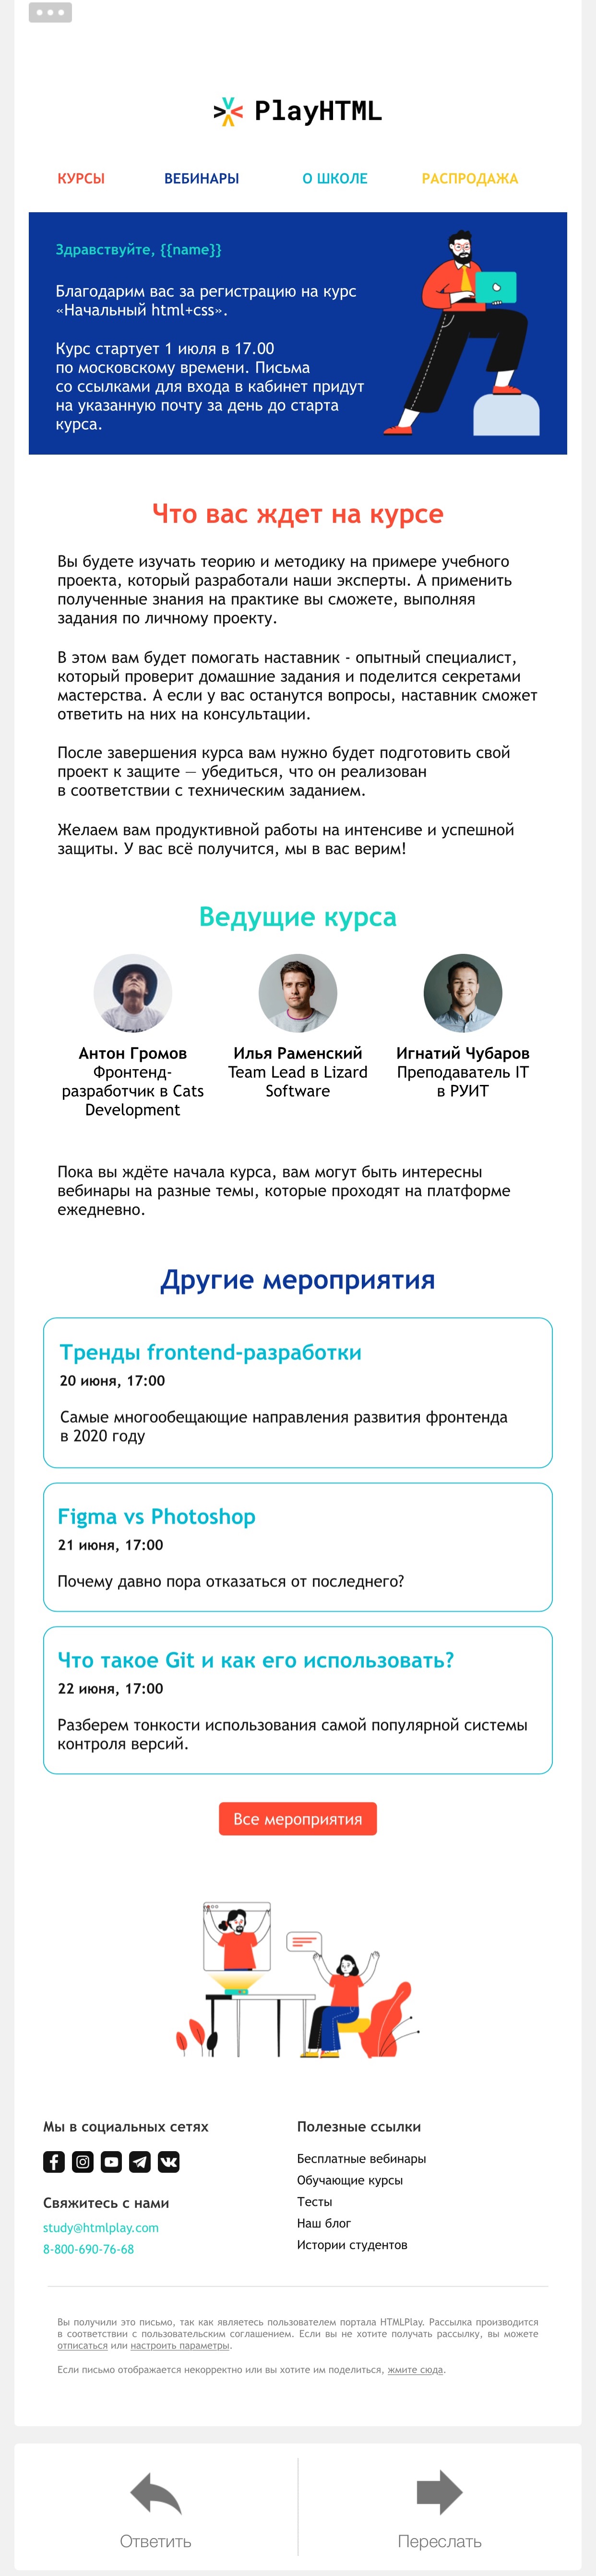 PlayHTML
КУРСЫ ВЕБИНАРЫ О ШКОЛЕ РАСПРОДАЖА
Здравствуйте, {{name}}
Благодарим вас за регистрацию на курс
«Начальный html+css».
Курс стартует 1 июля в 17.00
по московскому времени. Письма
со ссылками для входа в кабинет придут
на указанную почту за день до старта
курса.
Что вас ждет на курсе
Вы будете изучать теорию и методику на примере учебного
проекта, который разработали наши эксперты. А применить
полученные знания на практике вы сможете, выполняя
задания по личному проекту.
В этом вам будет помогать наставник - опытный специалист,
который проверит домашние задания и поделится секретами
мастерства. А если у вас останутся вопросы, наставник сможет
ответить на них на консультации.
После завершения курса вам нужно будет подготовить свой
проект к защите — убедиться, что он реализован
в соответствии с техническим заданием.
Желаем вам продуктивной работы на интенсиве и успешной
защиты. У вас всё получится, мы в вас верим!
Ведущие курса
Антон Громов
Фронтенд-
разработчик в Cats
Development
Илья Раменский
Team Lead в Lizard
Software
Игнатий Чубаров
Преподаватель IT
в РУИТ
Пока вы ждёте начала курса, вам могут быть интересны
вебинары на разные темы, которые проходят на платформе
ежедневно.
Другие мероприятия
Тренды frontend-разработки
20 июня, 17:00
Самые многообещающие направления развития фронтенда
в 2020 году
Figma vs Photoshop
21 июня, 17:00
Почему давно пора отказаться от последнего?
Что такое Git и как его использовать?
22 июня, 17:00
Разберем тонкости использования самой популярной системы
контроля версий.
Все мероприятия
Мы в социальных сетях
Свяжитесь с нами
study@htmlplay.com
8-800-690-76-68
Полезные ссылки
Бесплатные вебинары
Обучающие курсы
Тесты
Наш блог
Истории студентов
Вы получили это письмо, так как являетесь пользователем портала HTMLPlay. Рассылка производится
в соответствии с пользовательским соглашением. Если вы не хотите получать рассылку, вы можете
отписаться или настроить параметры.
Если письмо отображается некорректно или вы хотите им поделиться, жмите сюда.
Ответить
Переслать